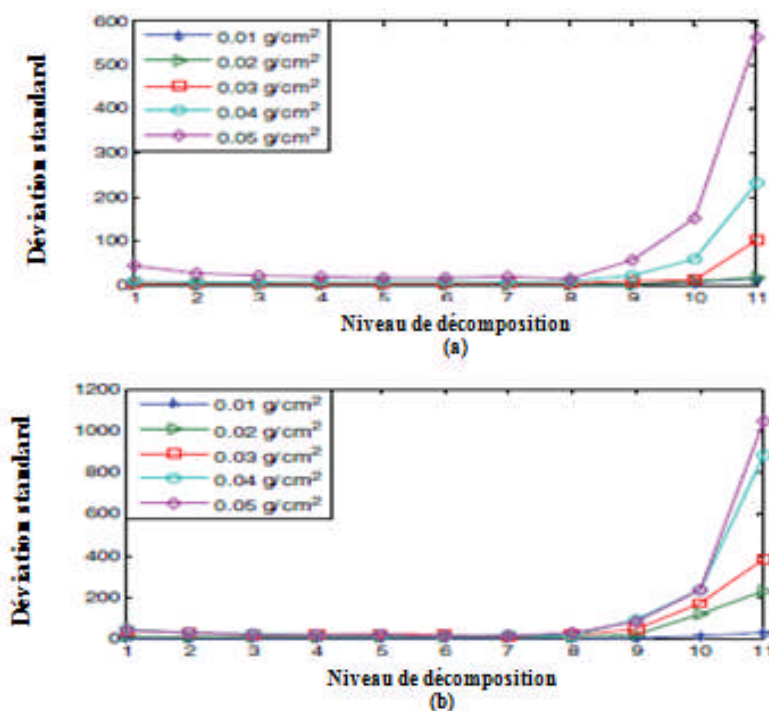 600
500
400
300
200
100
0
Déviation standard
0.01 g/cm²
0.02 g/cm²
0.03 g/cm²
0.04 g/cm²
0.05 g/cm²
1 2 3 4 5 6 7 8 9 10 11
Niveau de décomposition
(a)
1200
1000
800
600
400
200
0
Déviation standard
0.01 g/cm²
0.02 g/cm²
0.03 g/cm²
0.04 g/cm²
0.05 g/cm²
1 2 3 4 5 6 7 8 9 10 11
Niveau de décomposition
(b)